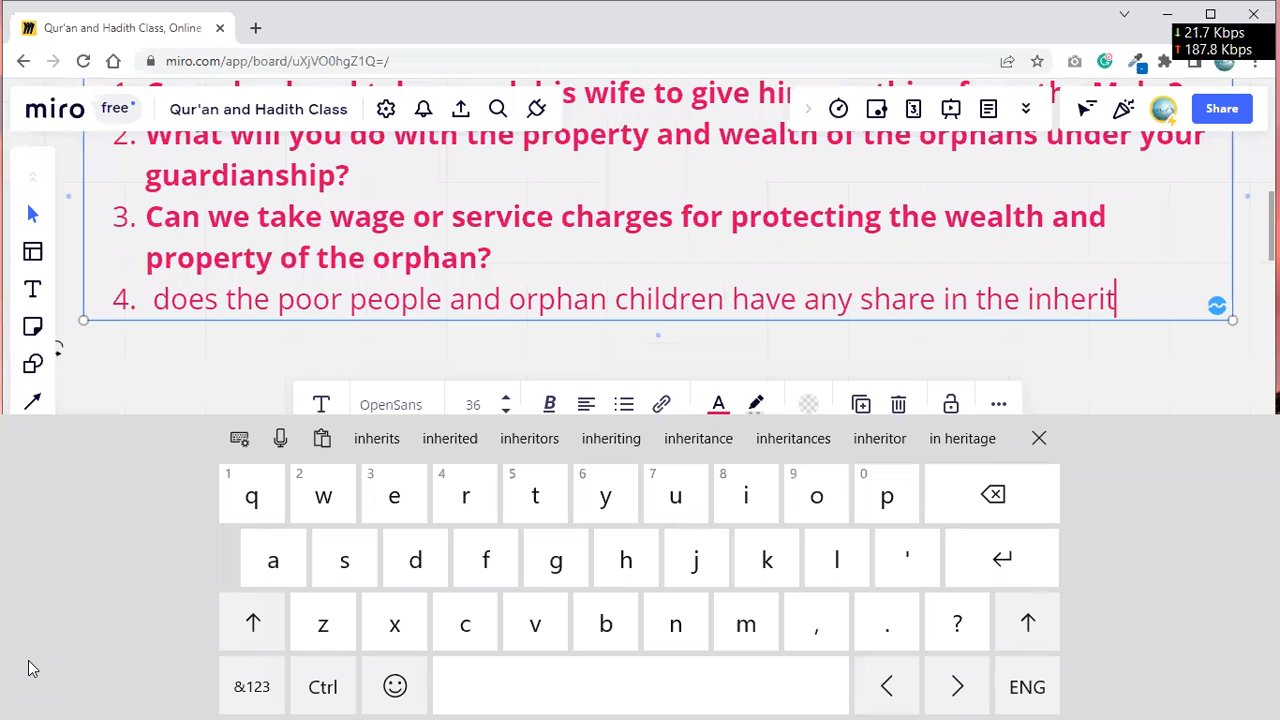 Qur'an and Hadith Class, Online
21.7 Kbps
187.8 Kbps
miro.com/app/board/uXjVO0hgZ1Q=/
is wife to give hi
miro free Qur'an and Hadith Class Share
2. What will you do with the property and wealth of the orphans under your
guardianship?
3. Can we take wage or service charges for protecting the wealth and
property of the orphan?
4. does the poor people and orphan children have any share in the inherit
T OpenSans 36 B A
inherits inherited inheritors inheriting inheritance inheritances inheritor in heritage
1 2 3 4 5 6 7 8 9 0
q w e r t y u i o p
a s d f g h j k l '
z x c v b n m , . ?
&123 Ctrl ENG